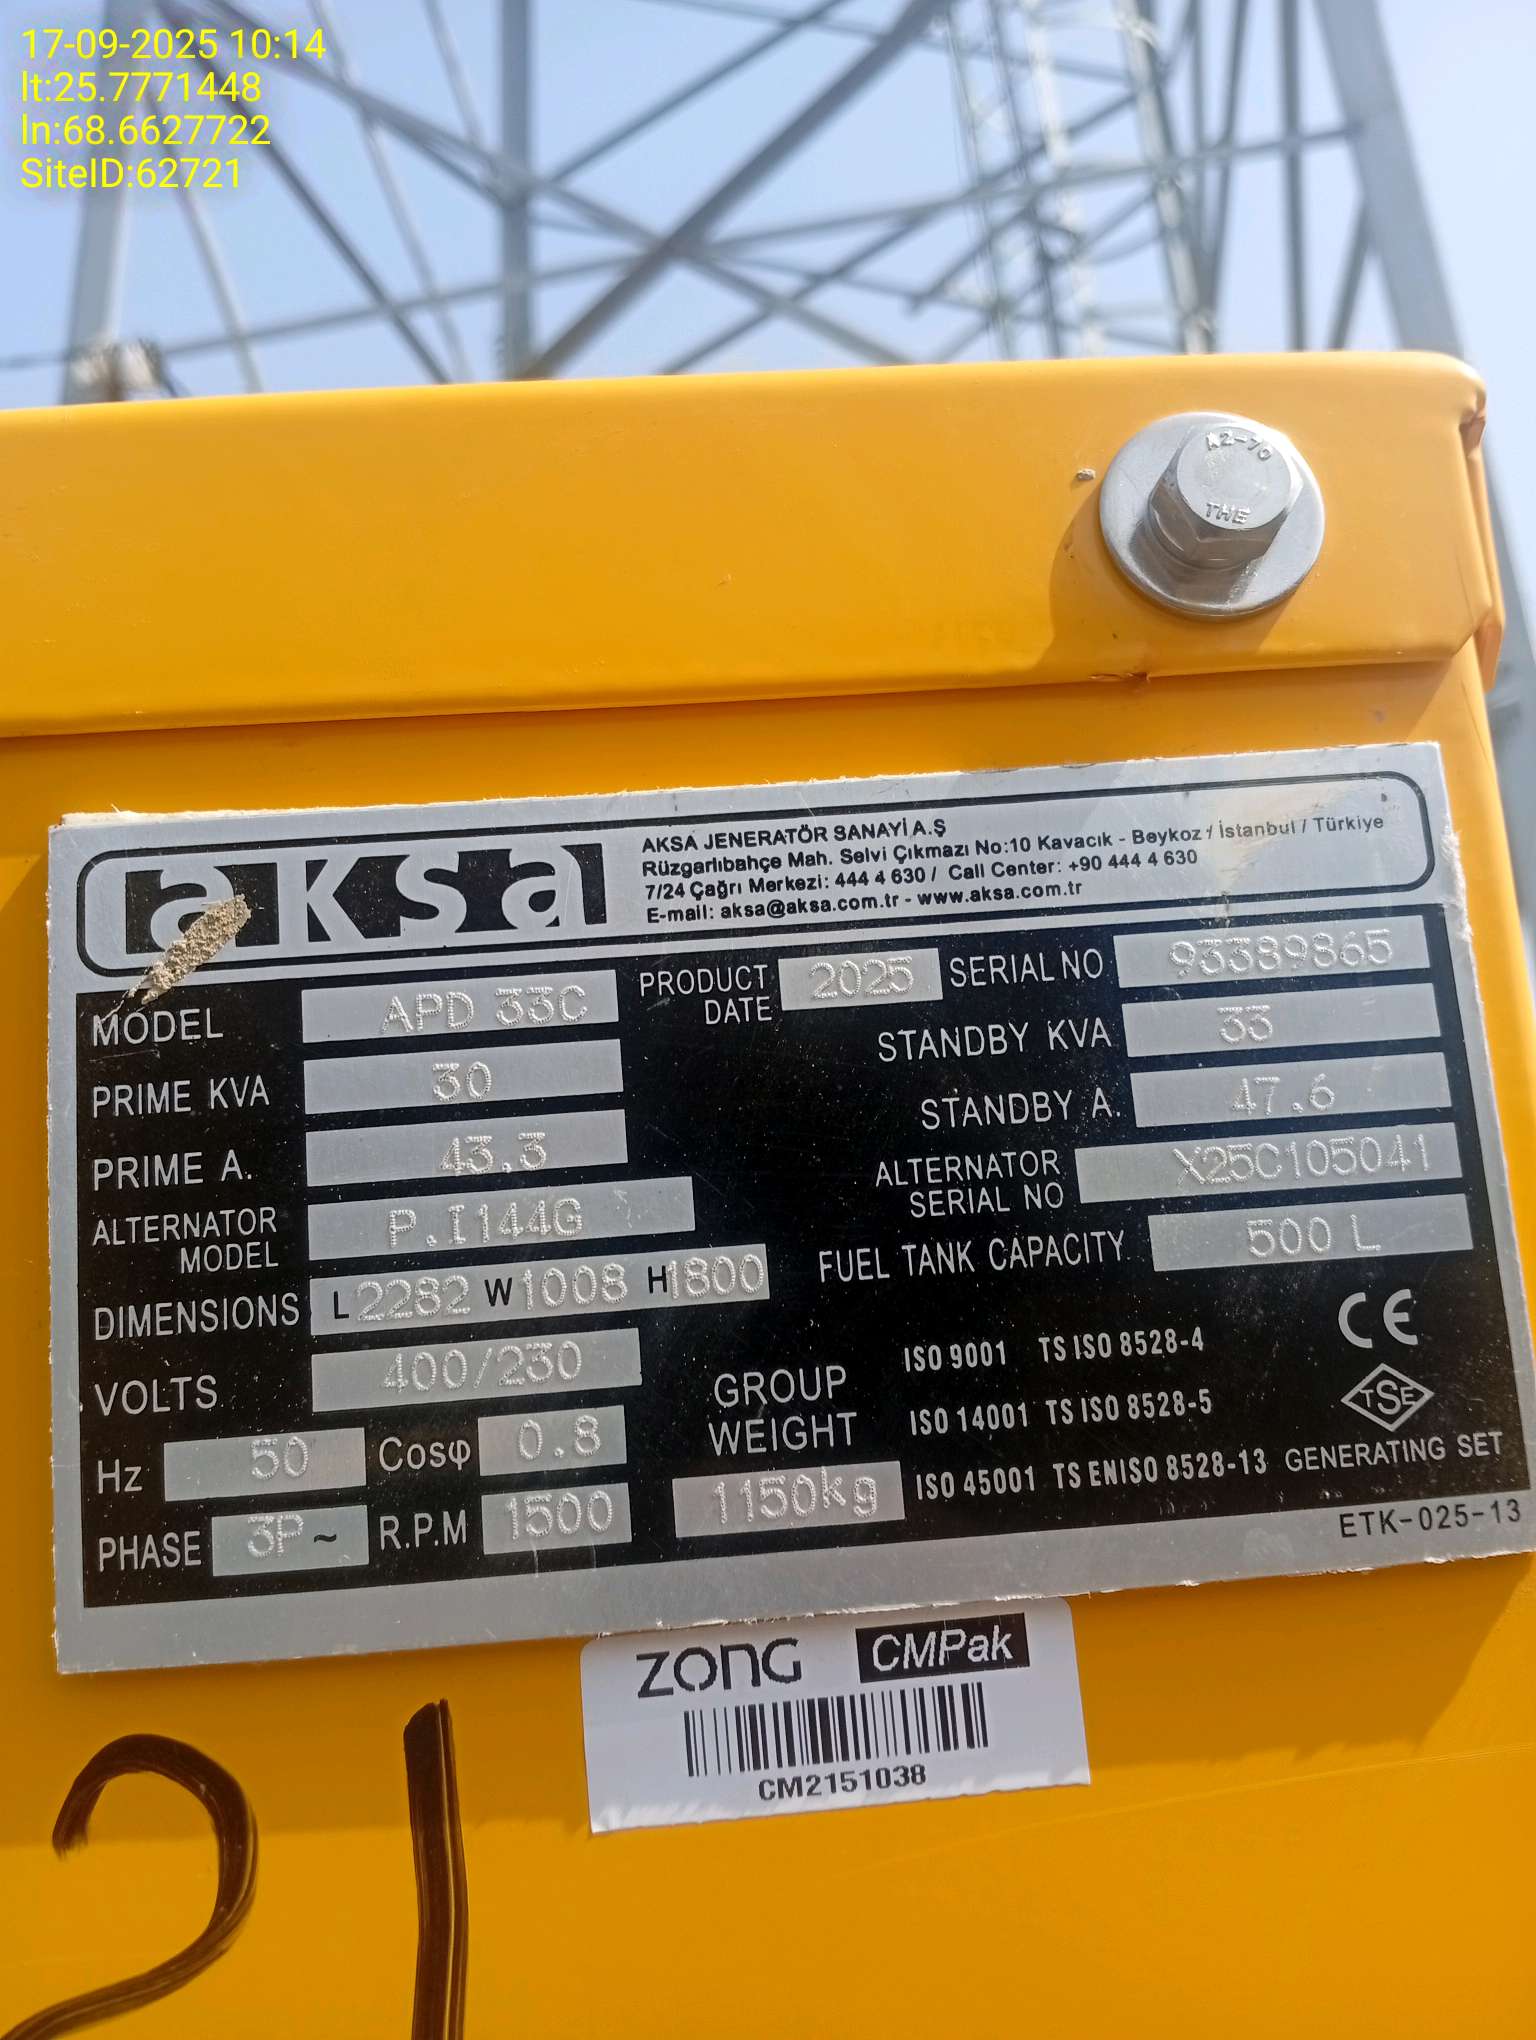 17-09-2025 10:14
lt:25.7771448
ln:68.6627722
SiteID:62721
A2-70
THE
aksa
AKSA JENERATÖR SANAYİ A.Ş
Rüzgarlıbahçe Mah. Selvi Çıkmazı No:10 Kavacık - Beykoz / İstanbul / Türkiye
7/24 Çağrı Merkezi: 444 4 630 / Call Center: +90 444 4 630
E-mail: aksa@aksa.com.tr - www.aksa.com.tr
MODEL APD 33C
PRODUCT DATE 2025
SERIAL NO 93389865
PRIME KVA 30
STANDBY KVA 33
PRIME A. 43.3
STANDBY A. 47.6
ALTERNATOR MODEL P.I144G
ALTERNATOR SERIAL NO X25C105041
DIMENSIONS L 2282 W 1008 H 1800
FUEL TANK CAPACITY 500 L
VOLTS 400/230
Hz 50 Cosφ 0.8
PHASE 3P ~ R.P.M 1500
GROUP WEIGHT
1150kg
ISO 9001 TS ISO 8528-4
ISO 14001 TS ISO 8528-5
ISO 45001 TS EN ISO 8528-13
CE
TSE
GENERATING SET
ETK-025-13
ZONG CMPak
CM2151038
21